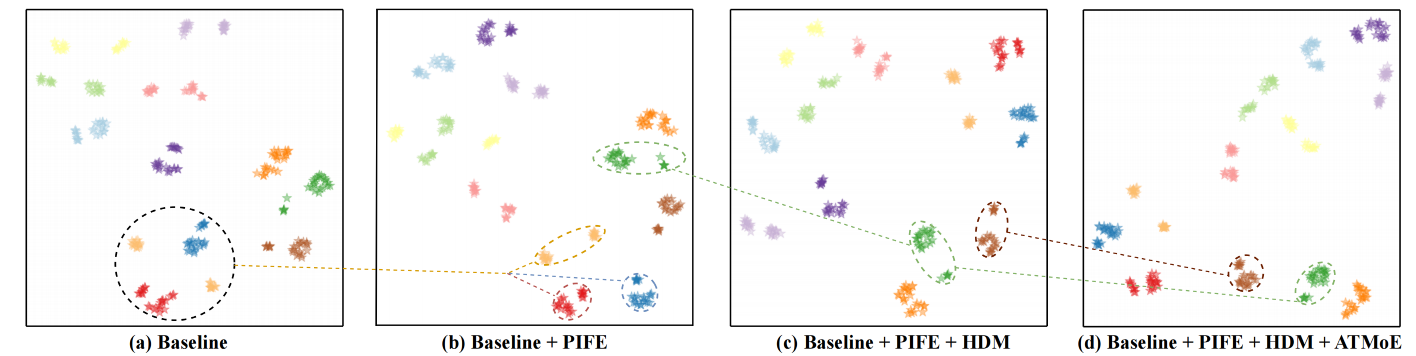 (a) Baseline
(b) Baseline + PIFE
(c) Baseline + PIFE + HDM
(d) Baseline + PIFE + HDM + ATMoE